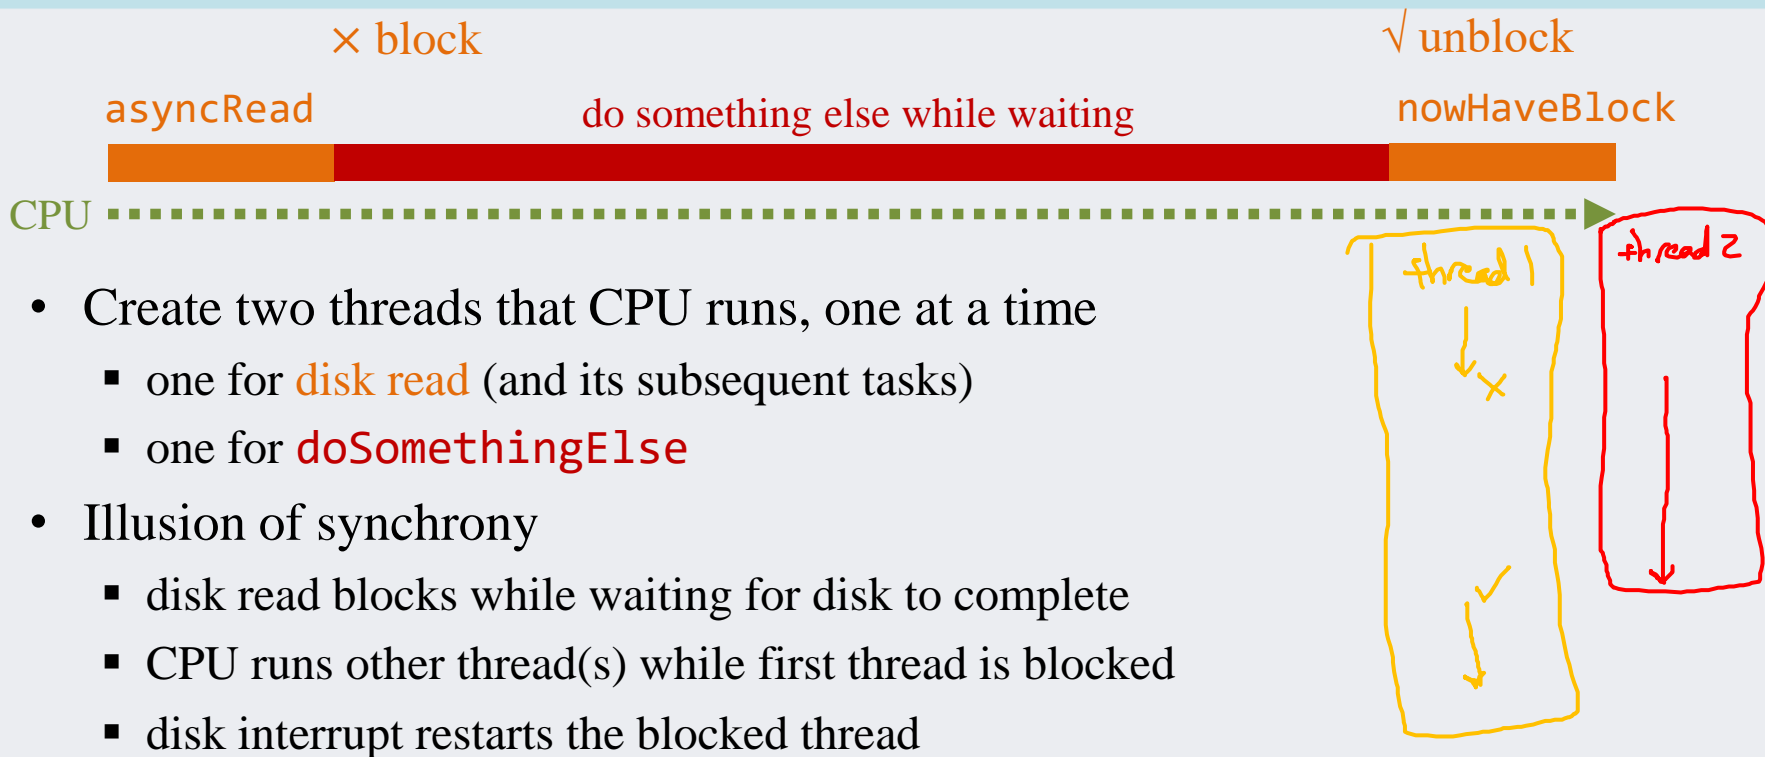 × block
√ unblock
asyncRead
do something else while waiting
nowHaveBlock
CPU
thread 1
thread 2
• Create two threads that CPU runs, one at a time
▪ one for disk read (and its subsequent tasks)
▪ one for doSomethingElse
• Illusion of synchrony
▪ disk read blocks while waiting for disk to complete
▪ CPU runs other thread(s) while first thread is blocked
▪ disk interrupt restarts the blocked thread